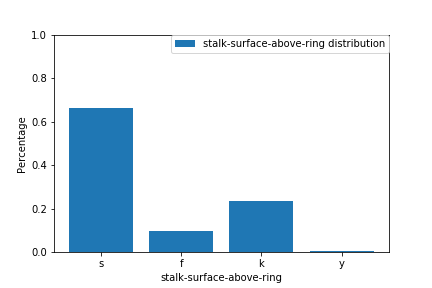 stalk-surface-above-ring distribution
1.0
0.8
0.6
0.4
0.2
0.0
Percentage
s f k y
stalk-surface-above-ring